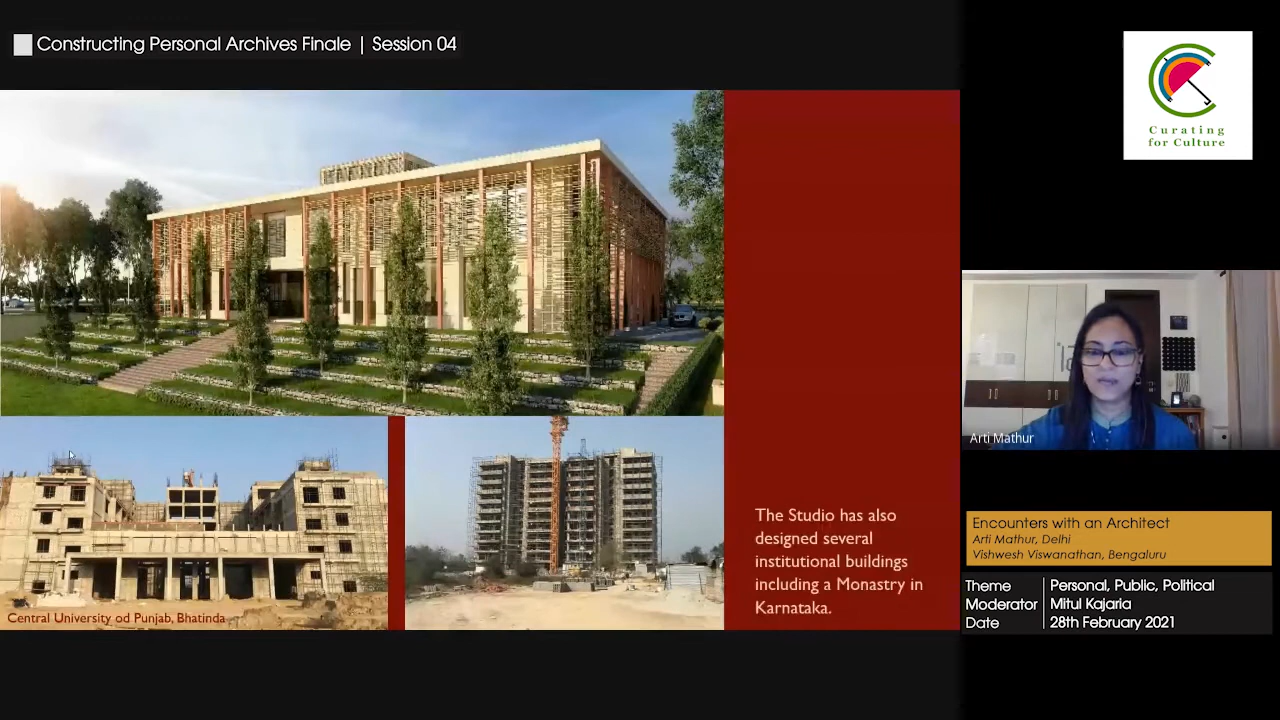 Constructing Personal Archives Finale | Session 04
Curating
for Culture
Arti Mathur
The Studio has also
designed several
institutional buildings
including a Monastry in
Karnataka.
Central University od Punjab, Bhatinda
Encounters with an Architect
Arti Mathur, Delhi
Vishwesh Viswanathan, Bengaluru
Theme Personal, Public, Political
Moderator Mitul Kajaria
Date 28th February 2021